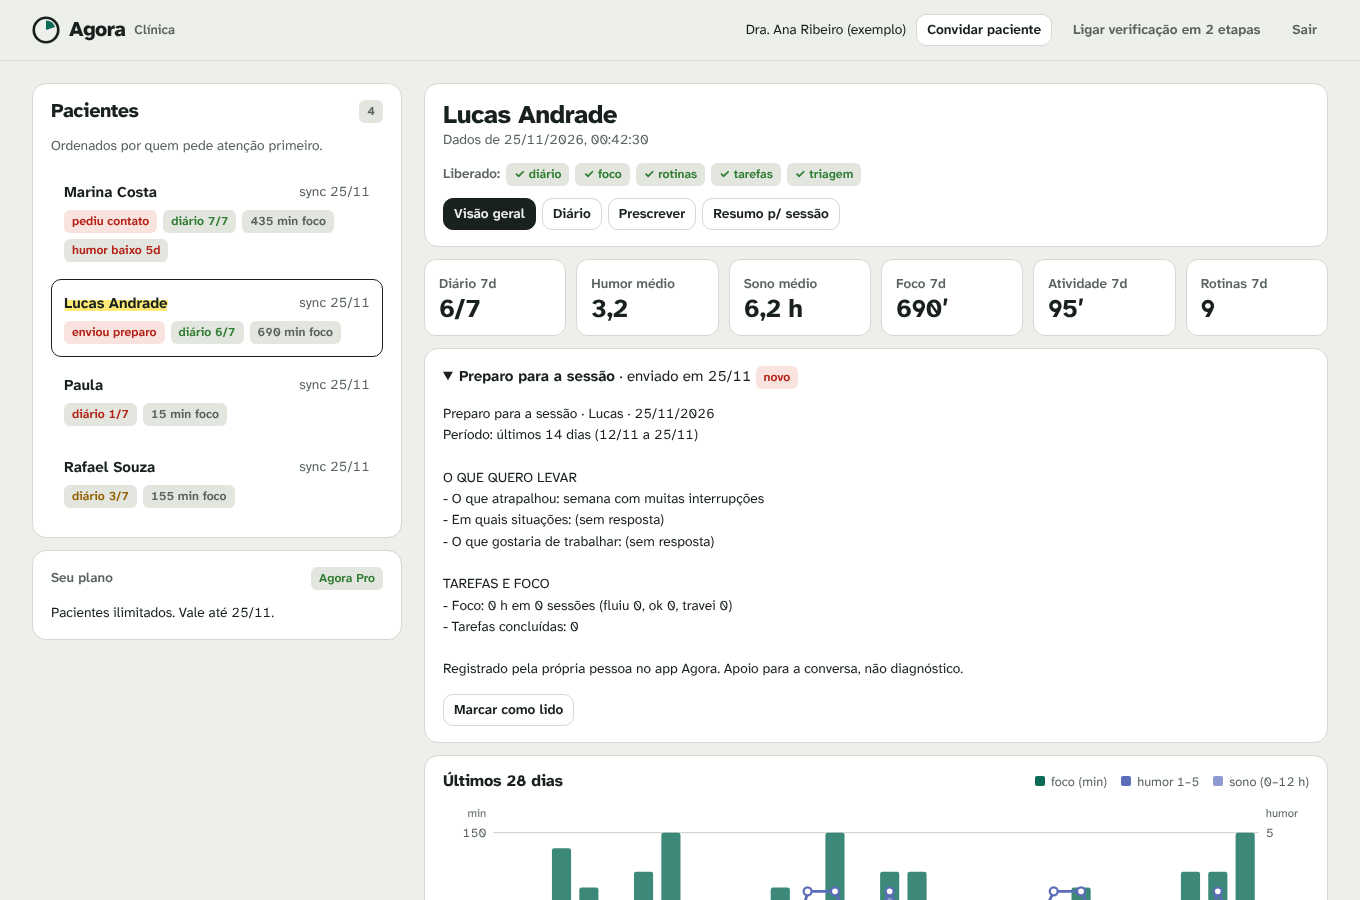 Agora Clínica
Dra. Ana Ribeiro (exemplo) Convidar paciente Ligar verificação em 2 etapas Sair
Pacientes 4
Ordenados por quem pede atenção primeiro.
Marina Costa sync 25/11
pediu contato diário 7/7 435 min foco
humor baixo 5d
Lucas Andrade sync 25/11
enviou preparo diário 6/7 690 min foco
Paula sync 25/11
diário 1/7 15 min foco
Rafael Souza sync 25/11
diário 3/7 155 min foco
Seu plano Agora Pro
Pacientes ilimitados. Vale até 25/11.
Lucas Andrade
Dados de 25/11/2026, 00:42:30
Liberado: ✓ diário ✓ foco ✓ rotinas ✓ tarefas ✓ triagem
Visão geral Diário Prescrever Resumo p/ sessão
Diário 7d
6/7
Humor médio
3,2
Sono médio
6,2 h
Foco 7d
690′
Atividade 7d
95′
Rotinas 7d
9
▼ Preparo para a sessão · enviado em 25/11 novo
Preparo para a sessão · Lucas · 25/11/2026
Período: últimos 14 dias (12/11 a 25/11)
O QUE QUERO LEVAR
- O que atrapalhou: semana com muitas interrupções
- Em quais situações: (sem resposta)
- O que gostaria de trabalhar: (sem resposta)
TAREFAS E FOCO
- Foco: 0 h em 0 sessões (fluiu 0, ok 0, travei 0)
- Tarefas concluídas: 0
Registrado pela própria pessoa no app Agora. Apoio para a conversa, não diagnóstico.
Marcar como lido
Últimos 28 dias foco (min) humor 1–5 sono (0–12 h)
min humor
150 5